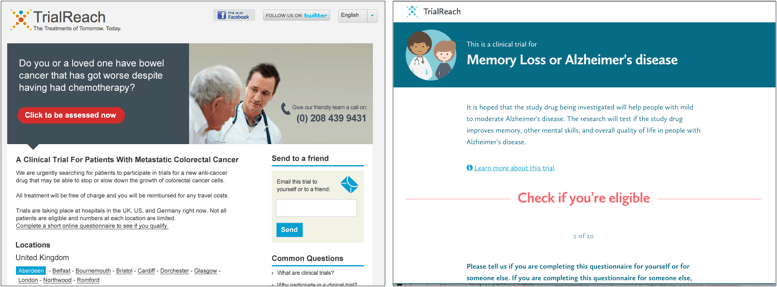 TrialReach
The Treatments of Tomorrow. Today.
Find us on
Facebook
FOLLOW US ON twitter
English
Do you or a loved one have bowel
cancer that has got worse despite
having had chemotherapy?
Click to be assessed now
Give our friendly team a call on
(0) 208 439 9431
A Clinical Trial For Patients With Metastatic Colorectal Cancer
We are urgently searching for patients to participate in trials for a new anti-cancer
drug that may be able to stop or slow down the growth of colorectal cancer cells.
All treatment will be free of charge and you will be reimbursed for any travel costs.
Trials are taking place at hospitals in the UK, US, and Germany right now. Not all
patients are eligible and numbers at each location are limited.
Complete a short online questionnaire to see if you qualify.
Locations
United Kingdom
Aberdeen - Belfast - Bournemouth - Bristol - Cardiff - Dorchester - Glasgow -
London - Northwood - Romford
Send to a friend
Email this trial to
yourself or to a friend:
Send
Common Questions
What are clinical trials?
Why participate in a clinical trial?
TrialReach
This is a clinical trial for
Memory Loss or Alzheimer's disease
It is hoped that the study drug being investigated will help people with mild
to moderate Alzheimer's disease. The research will test if the study drug
improves memory, other mental skills, and overall quality of life in people with
Alzheimer's disease.
Learn more about this trial
Check if you're eligible
1 of 10
Please tell us if you are completing this questionnaire for yourself or for
someone else. If you are completing this questionnaire for someone else,